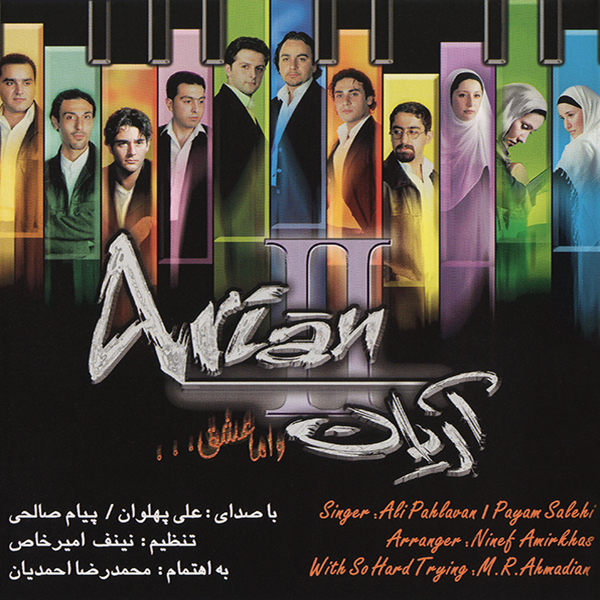 Arian II
آریان
و اما عشق...
با صدای : علی پهلوان / پیام صالحی
Singer : Ali Pahlavan / Payam Salehi
تنظیم : نینف امیرخاص
Arranger : Ninef Amirkhas
به اهتمام : محمدرضا احمدیان
With So Hard Trying : M.R.Ahmadian